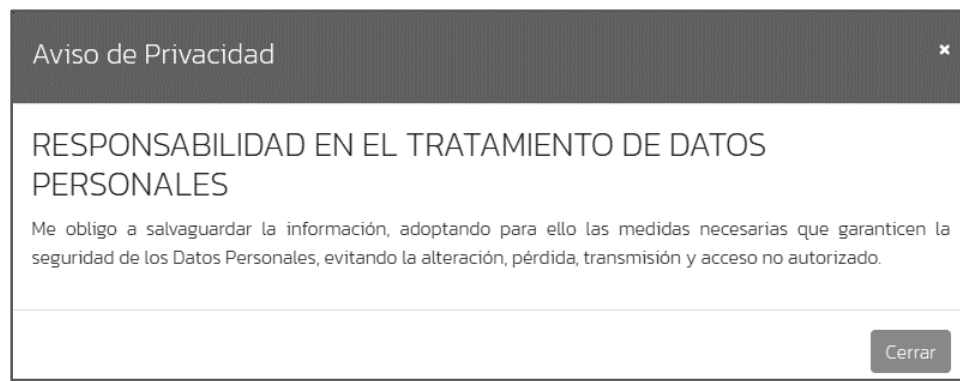 Aviso de Privacidad
RESPONSABILIDAD EN EL TRATAMIENTO DE DATOS
PERSONALES
Me obligo a salvaguardar la información, adoptando para ello las medidas necesarias que garanticen la
seguridad de los Datos Personales, evitando la alteración, pérdida, transmisión y acceso no autorizado.
Cerrar